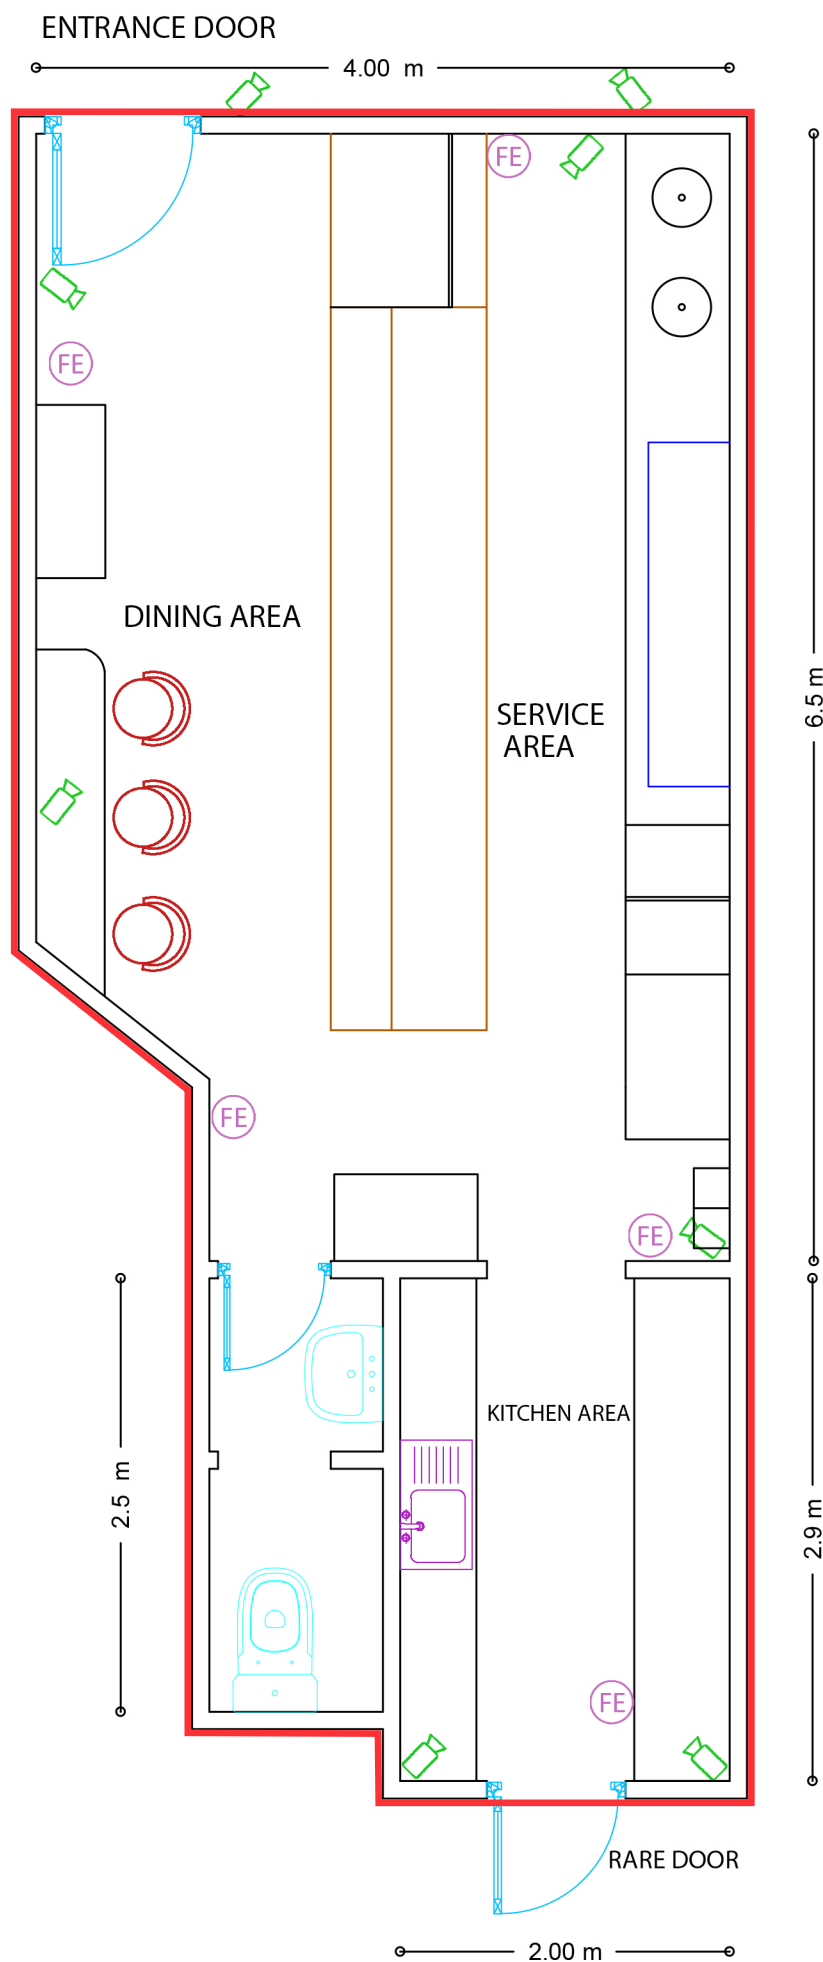 ENTRANCE DOOR
4.00 m
FE
FE
DINING AREA
6.5 m
SERVICE
AREA
FE
FE
KITCHEN AREA
2.5 m
2.9 m
FE
RARE DOOR
2.00 m